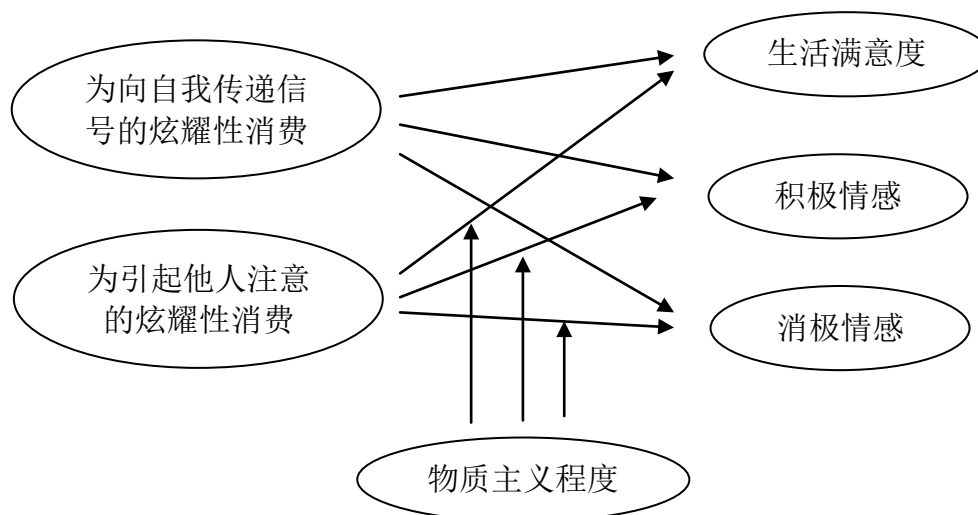 为向自我传递信
号的炫耀性消费
生活满意度
积极情感
为引起他人注意
的炫耀性消费
消极情感
物质主义程度